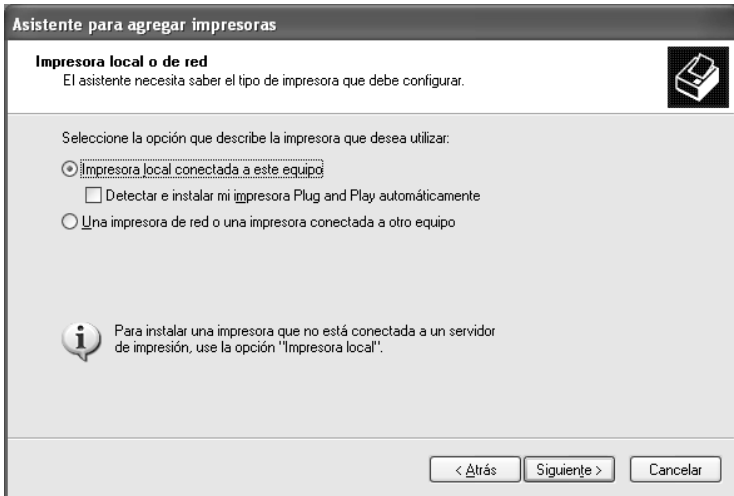 Asistente para agregar impresoras
Impresora local o de red
El asistente necesita saber el tipo de impresora que debe configurar.
Seleccione la opción que describe la impresora que desea utilizar:
Impresora local conectada a este equipo
Detectar e instalar mi impresora Plug and Play automáticamente
Una impresora de red o una impresora conectada a otro equipo
Para instalar una impresora que no está conectada a un servidor
de impresión, use la opción "Impresora local".
< Atrás Siguiente > Cancelar